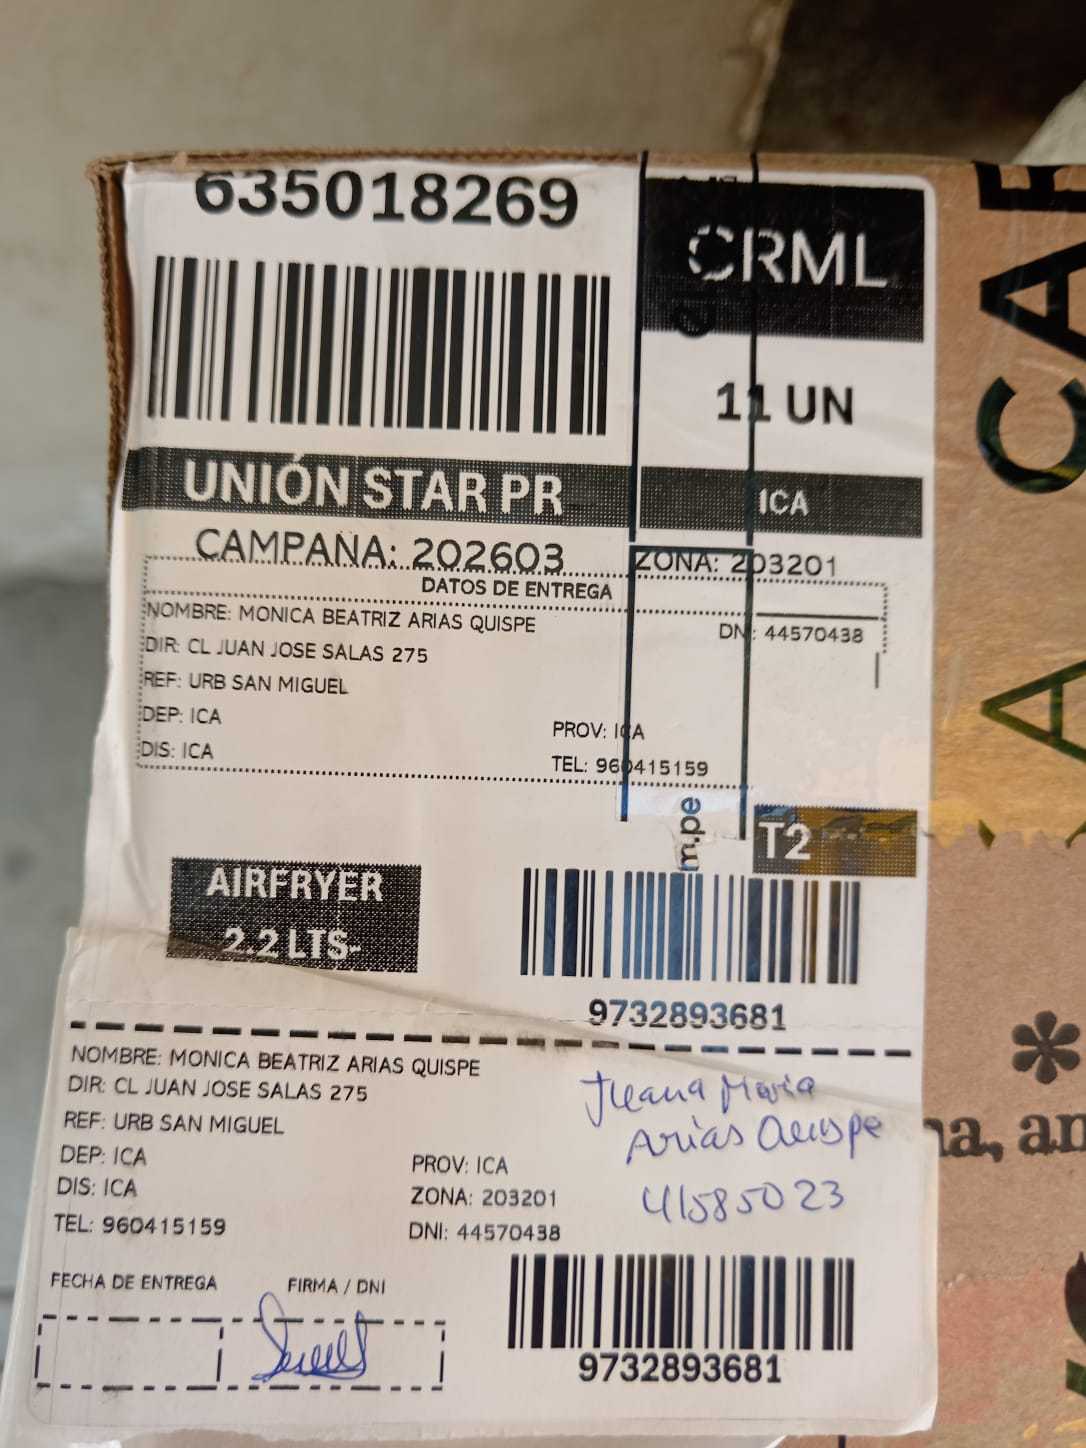 635018269
CRML
11 UN
UNIÓN STAR PR
ICA
CAMPAÑA: 202603
ZONA: 203201
DATOS DE ENTREGA
NOMBRE: MONICA BEATRIZ ARIAS QUISPE
DNI: 44570438
DIR: CL JUAN JOSE SALAS 275
REF: URB SAN MIGUEL
DEP: ICA
PROV: ICA
DIS: ICA
TEL: 960415159
m.pe
T2
AIRFRYER
2.2 LTS-
9732893681
NOMBRE: MONICA BEATRIZ ARIAS QUISPE
DIR: CL JUAN JOSE SALAS 275
REF: URB SAN MIGUEL
DEP: ICA
PROV: ICA
DIS: ICA
ZONA: 203201
TEL: 960415159
DNI: 44570438
Ileana Maria
Arias Quispe
41585023
FECHA DE ENTREGA
FIRMA / DNI
9732893681